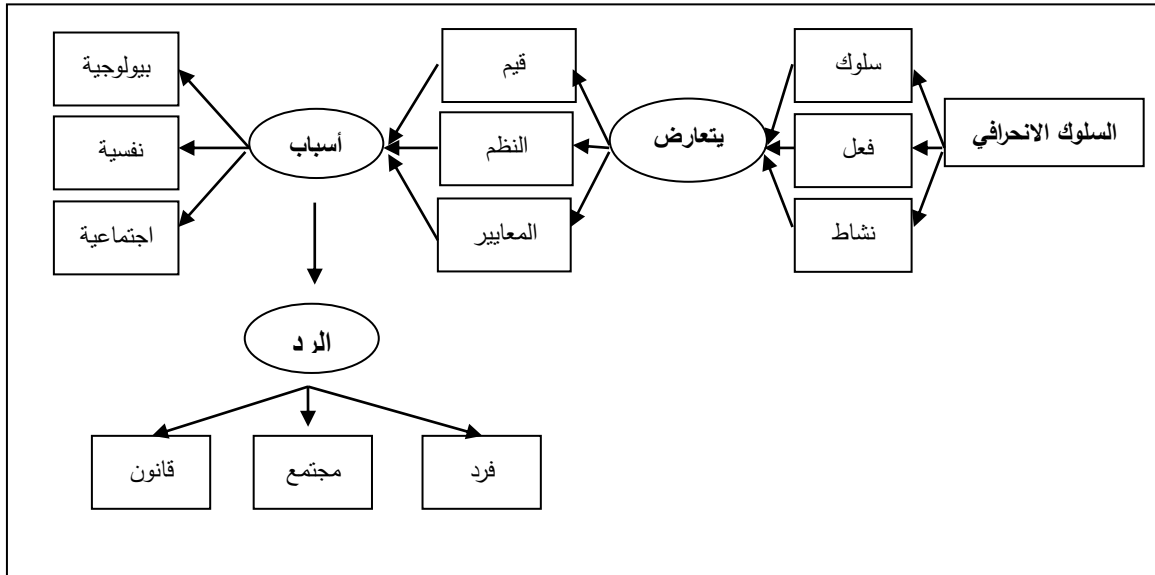 السلوك الانحرافي
سلوك
فعل
نشاط
يتعارض
قيم
النظم
المعايير
أسباب
بيولوجية
نفسية
اجتماعية
الرد
فرد
مجتمع
قانون